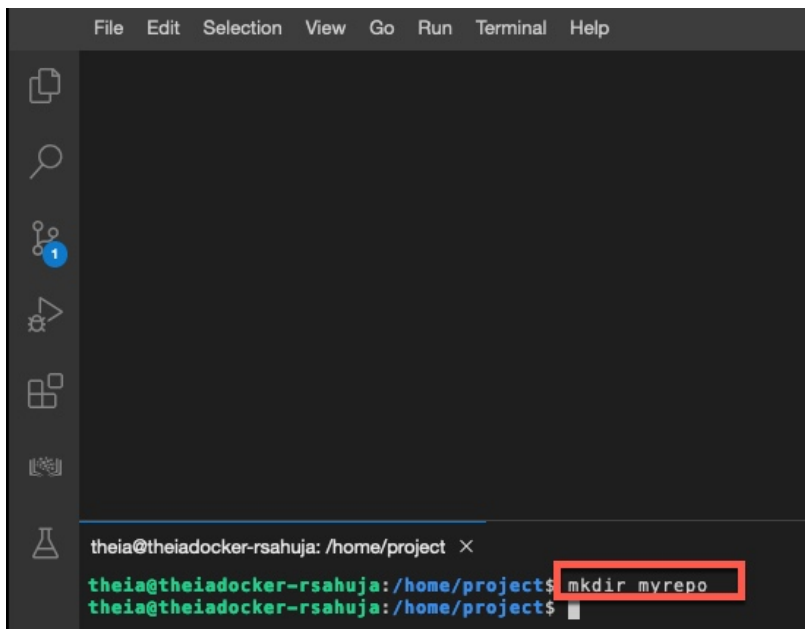 File Edit Selection View Go Run Terminal Help
1
theia@theiadocker-rsahuja: /home/project ×
theia@theiadocker-rsahuja:/home/project$ mkdir myrepo
theia@theiadocker-rsahuja:/home/project$